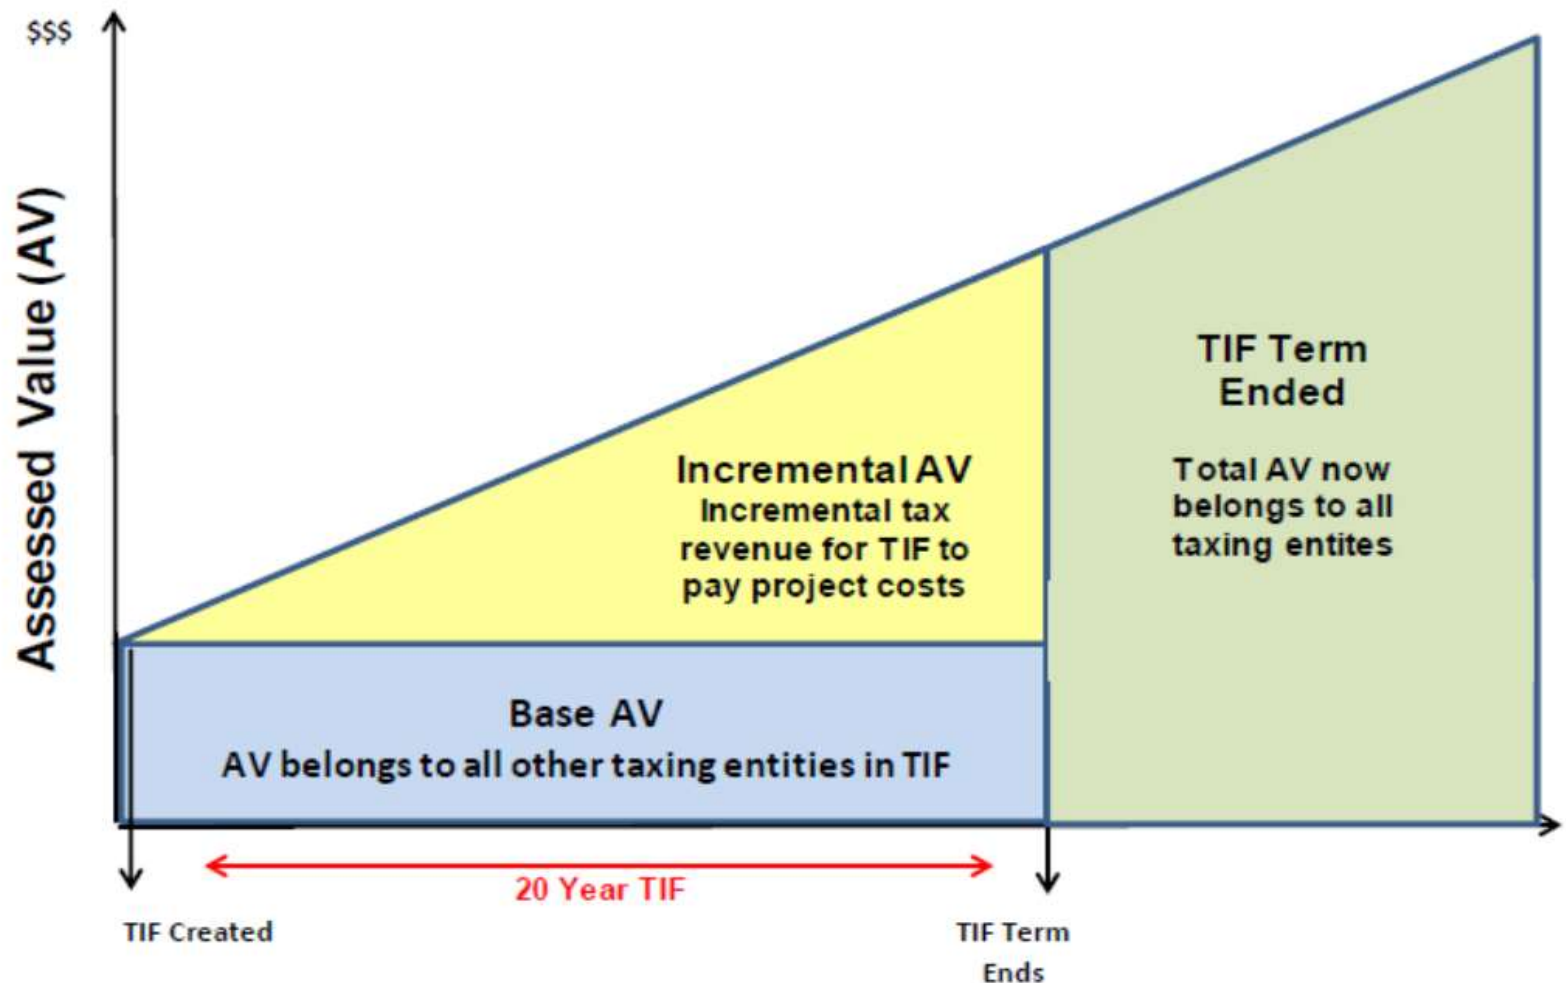 $$$
Assessed Value (AV)
TIF Term
Ended
Total AV now
belongs to all
taxing entites
Incremental AV
Incremental tax
revenue for TIF to
pay project costs
Base AV
AV belongs to all other taxing entities in TIF
20 Year TIF
TIF Created
TIF Term
Ends